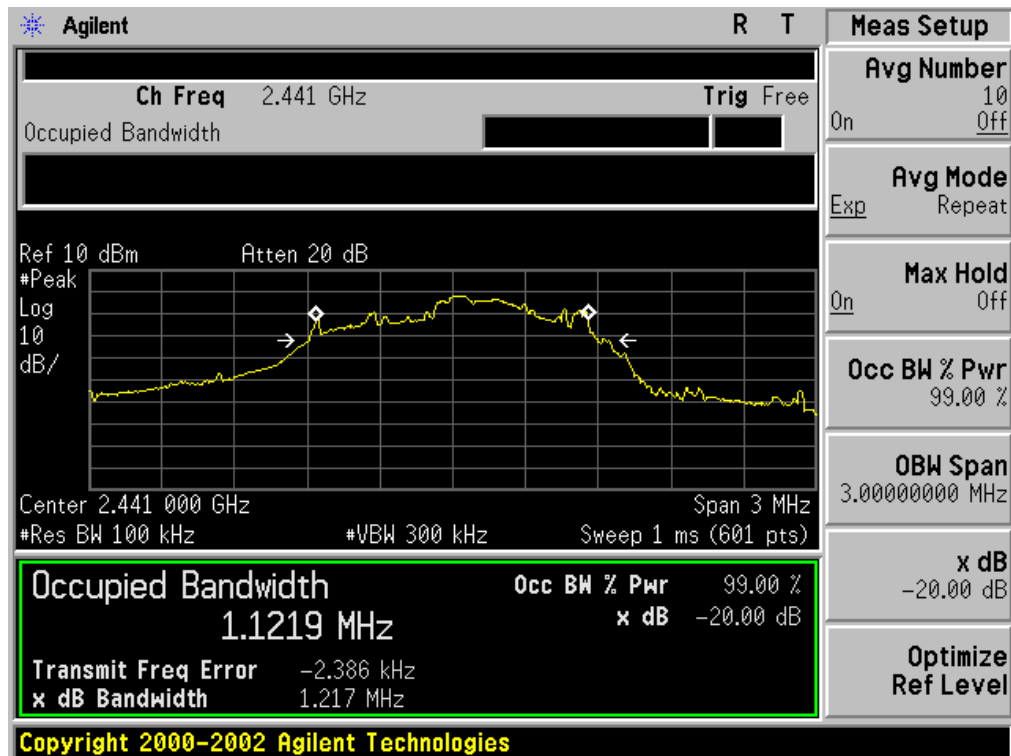 Agilent R T
Ch Freq 2.441 GHz Trig Free
Occupied Bandwidth
Ref 10 dBm Atten 20 dB
#Peak
Log
10
dB/
Center 2.441 000 GHz Span 3 MHz
#Res BW 100 kHz #VBW 300 kHz Sweep 1 ms (601 pts)
Occupied Bandwidth Occ BW % Pwr 99.00 %
1.1219 MHz x dB -20.00 dB
Transmit Freq Error -2.386 kHz
x dB Bandwidth 1.217 MHz
Copyright 2000-2002 Agilent Technologies
Meas Setup
Avg Number
10
On Off
Avg Mode
Exp Repeat
Max Hold
On Off
Occ BW % Pwr
99.00 %
OBW Span
3.00000000 MHz
x dB
-20.00 dB
Optimize
Ref Level